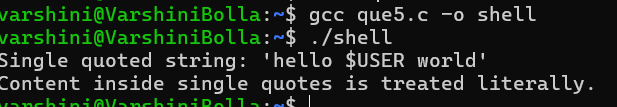 varshini@VarshiniBolla:~$ gcc que5.c -o shell
varshini@VarshiniBolla:~$ ./shell
Single quoted string: 'hello $USER world'
Content inside single quotes is treated literally.
varshini@VarshiniBolla:~$